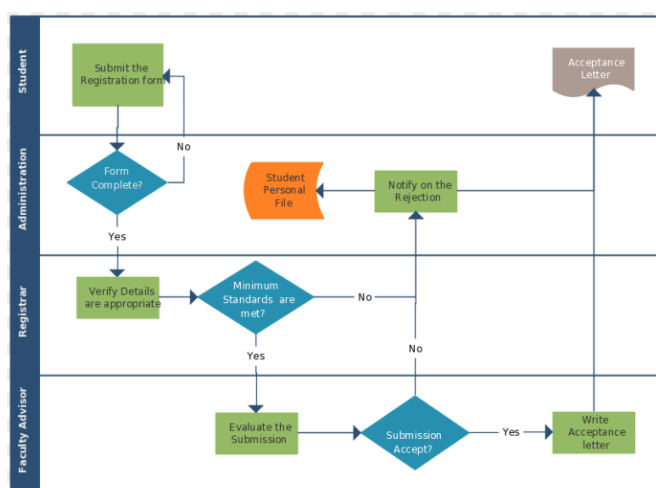 Student
Submit the
Registration form
Acceptance
Letter
No
Administration
Form
Complete?
Student
Personal
File
Notify on the
Rejection
Yes
Registrar
Verify Details
are appropriate
Minimum
Standards are
met?
No
Yes
No
Faculty Advisor
Evaluate the
Submission
Submission
Accept?
Yes
Write
Acceptance
letter